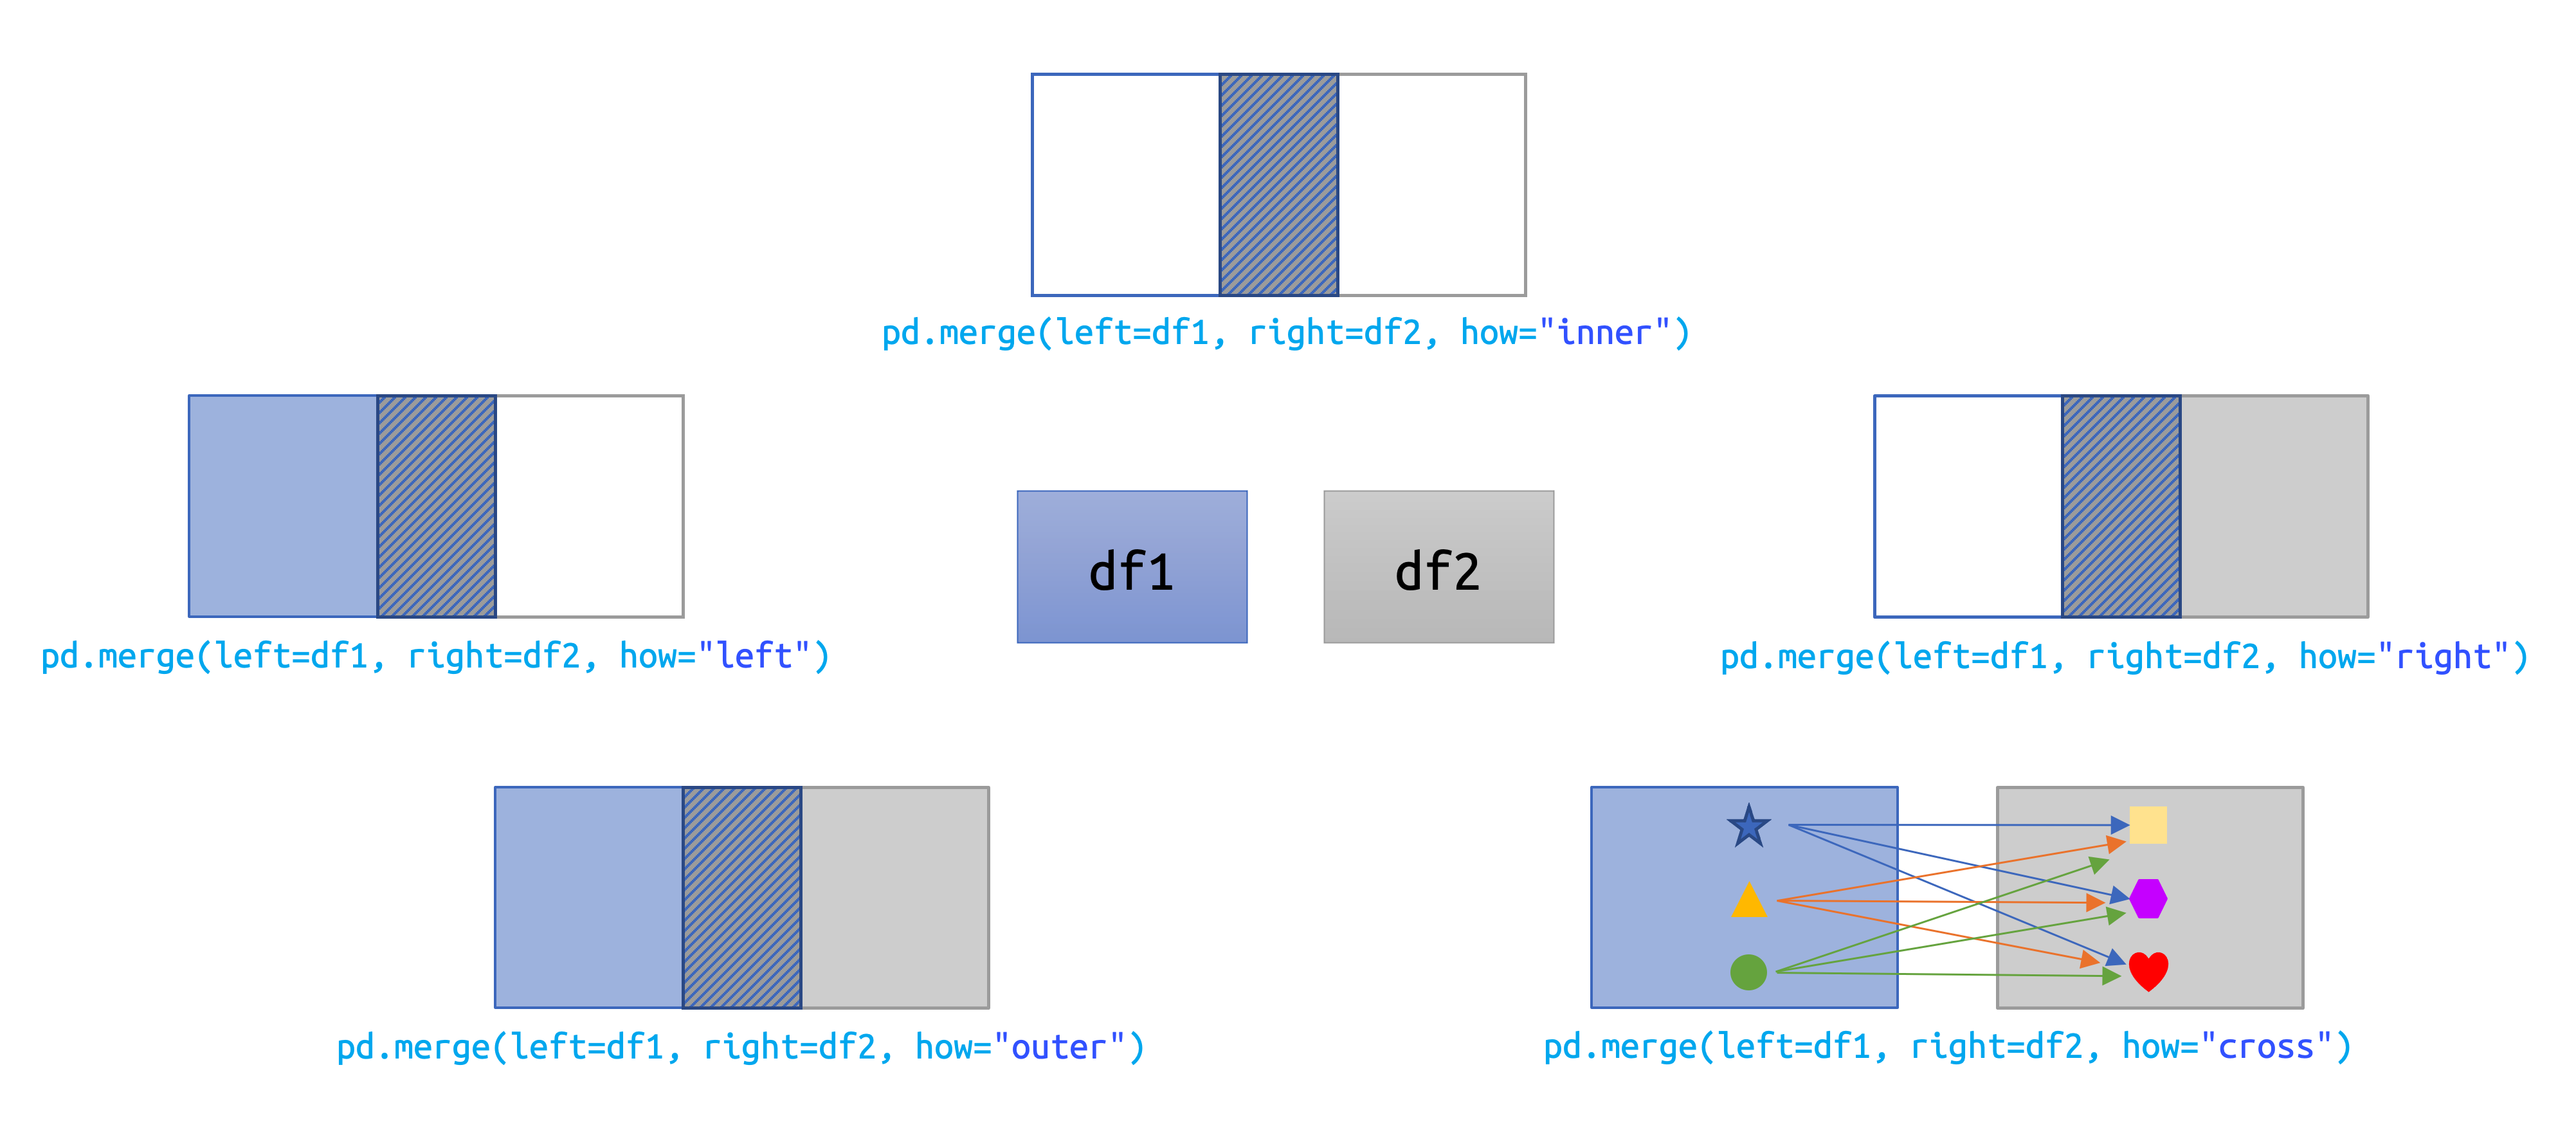 pd.merge(left=df1, right=df2, how="inner")
df1
df2
pd.merge(left=df1, right=df2, how="left")
pd.merge(left=df1, right=df2, how="right")
pd.merge(left=df1, right=df2, how="outer")
pd.merge(left=df1, right=df2, how="cross")